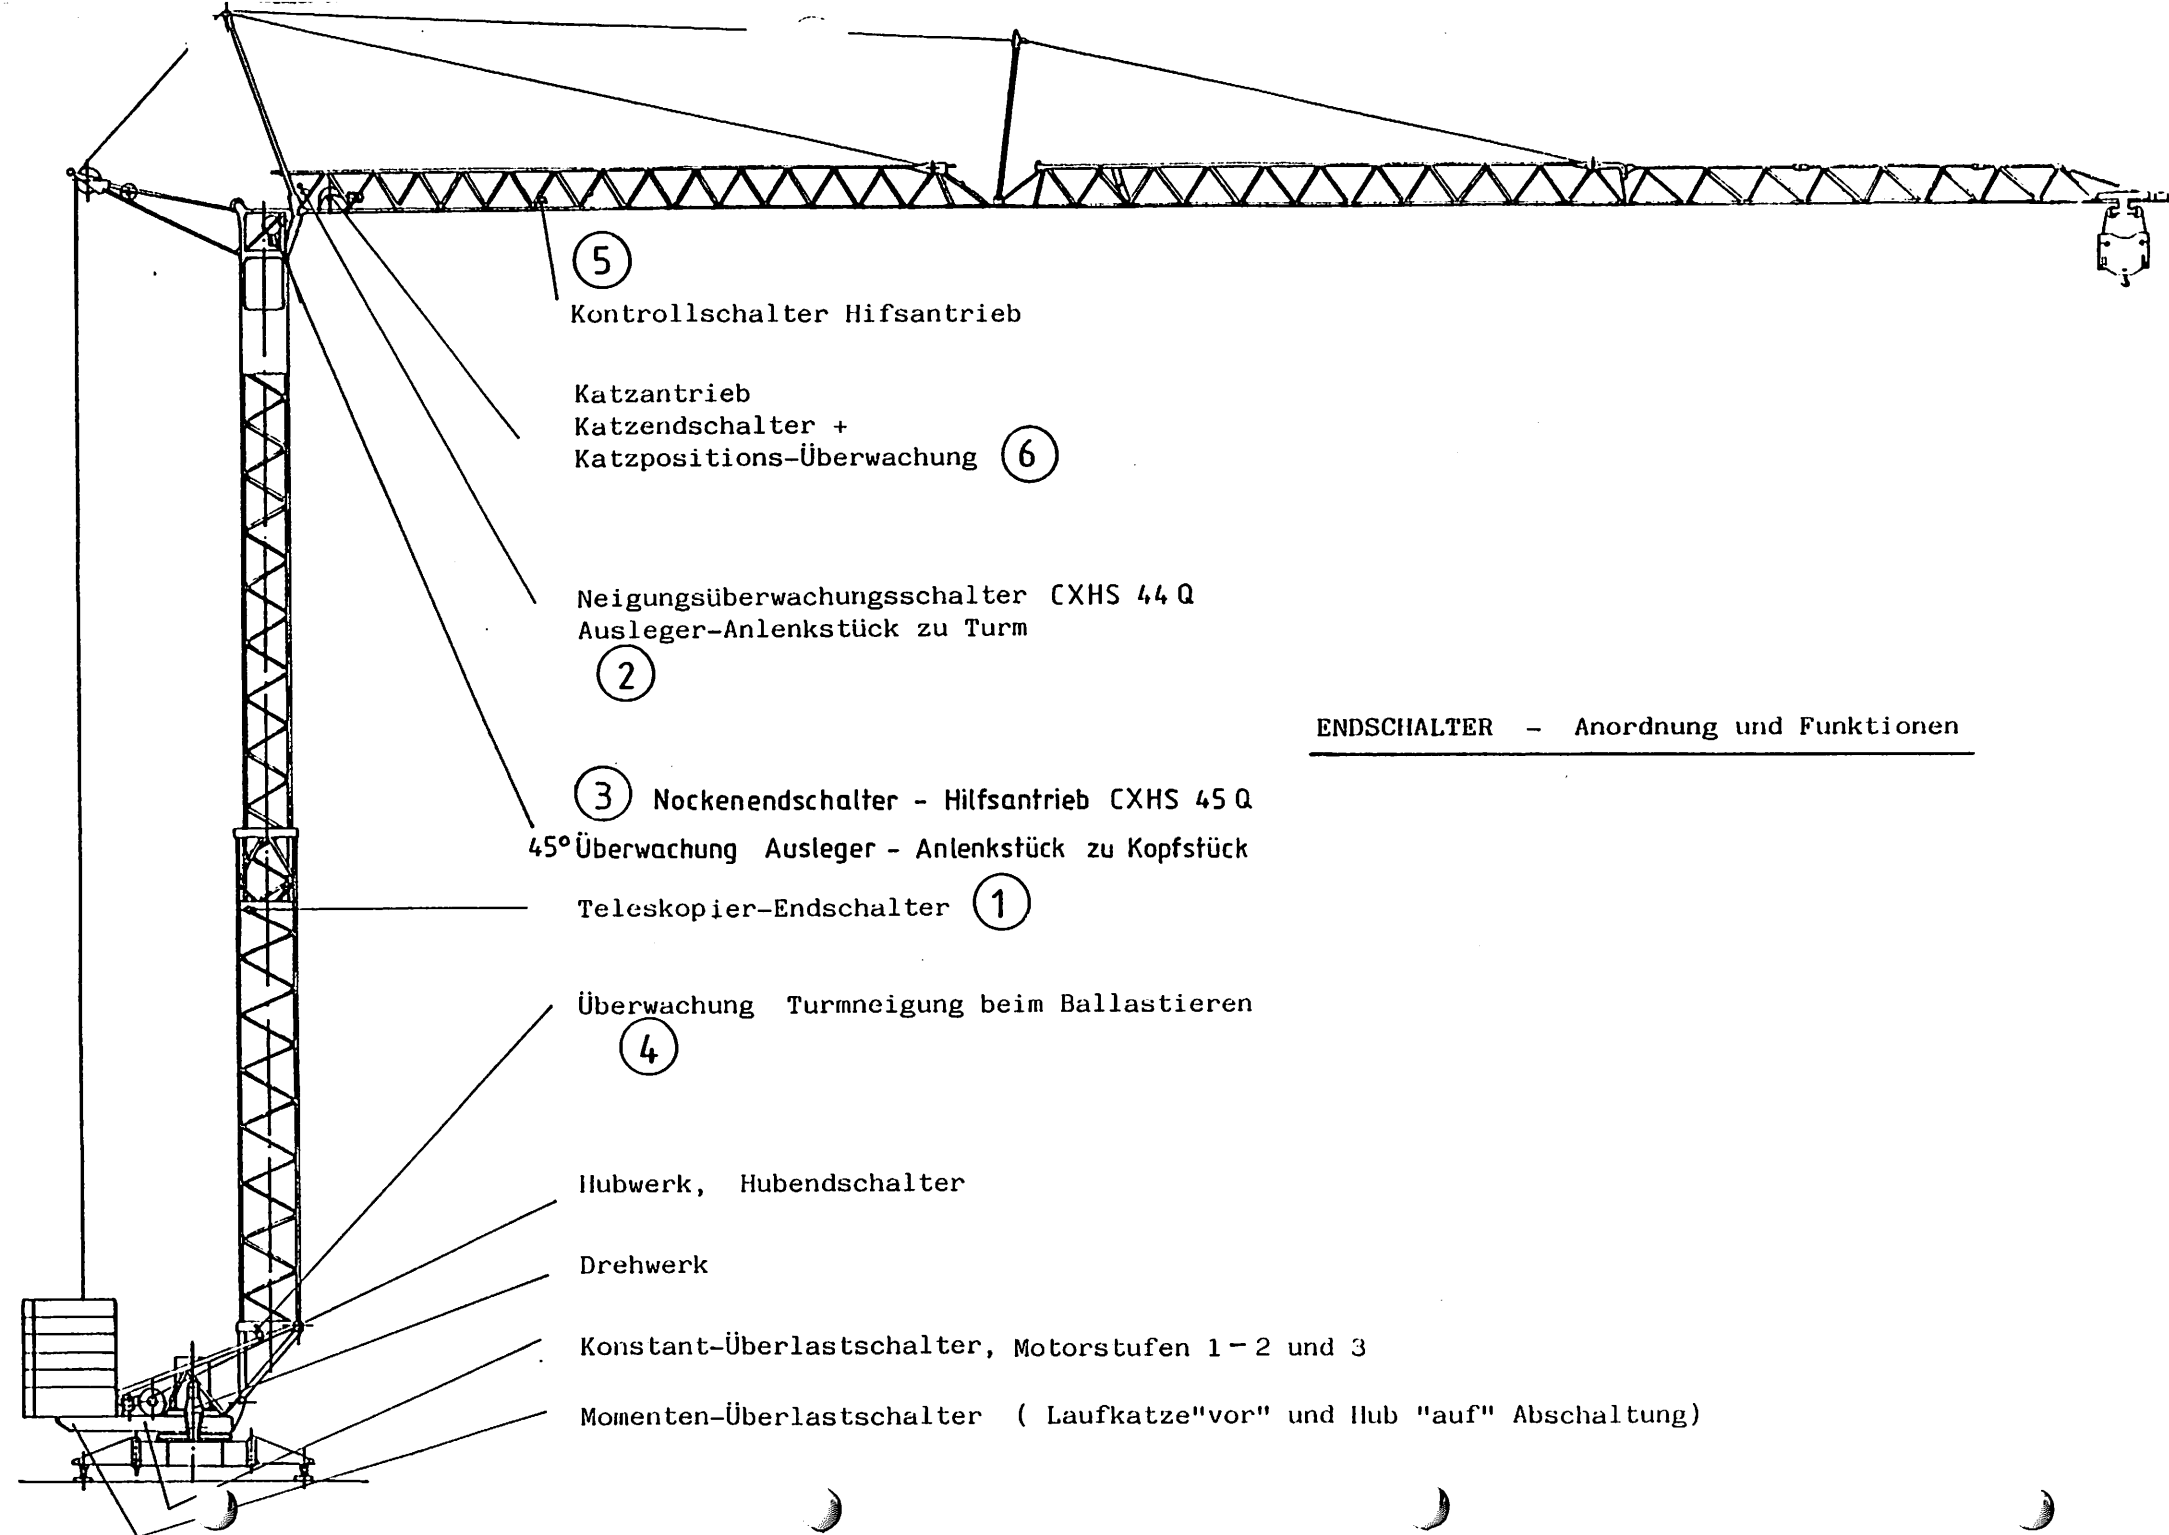 5
Kontrollschalter Hifsantrieb
Katzantrieb
Katzendschalter +
Katzpositions-Überwachung 6
Neigungsüberwachungsschalter CXHS 44 Q
Ausleger-Anlenkstück zu Turm
2
ENDSCHALTER - Anordnung und Funktionen
3 Nockenendschalter - Hilfsantrieb CXHS 45 Q
45° Überwachung Ausleger - Anlenkstück zu Kopfstück
Teleskopier-Endschalter 1
Überwachung Turmneigung beim Ballastieren
4
Hubwerk, Hubendschalter
Drehwerk
Konstant-Überlastschalter, Motorstufen 1-2 und 3
Momenten-Überlastschalter ( Laufkatze"vor" und Hub "auf" Abschaltung)